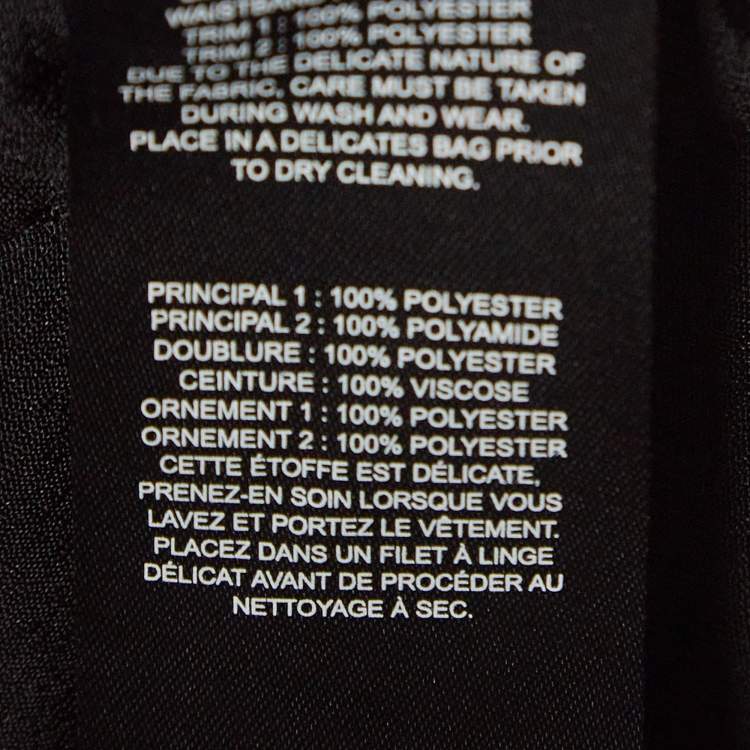 TRIM 1 : 100% POLYESTER
TRIM 2 : 100% POLYESTER
DUE TO THE DELICATE NATURE OF
THE FABRIC, CARE MUST BE TAKEN
DURING WASH AND WEAR.
PLACE IN A DELICATES BAG PRIOR
TO DRY CLEANING.
PRINCIPAL 1 : 100% POLYESTER
PRINCIPAL 2 : 100% POLYAMIDE
DOUBLURE : 100% POLYESTER
CEINTURE : 100% VISCOSE
ORNEMENT 1 : 100% POLYESTER
ORNEMENT 2 : 100% POLYESTER
CETTE ÉTOFFE EST DÉLICATE,
PRENEZ-EN SOIN LORSQUE VOUS
LAVEZ ET PORTEZ LE VÊTEMENT.
PLACEZ DANS UN FILET À LINGE
DÉLICAT AVANT DE PROCÉDER AU
NETTOYAGE À SEC.